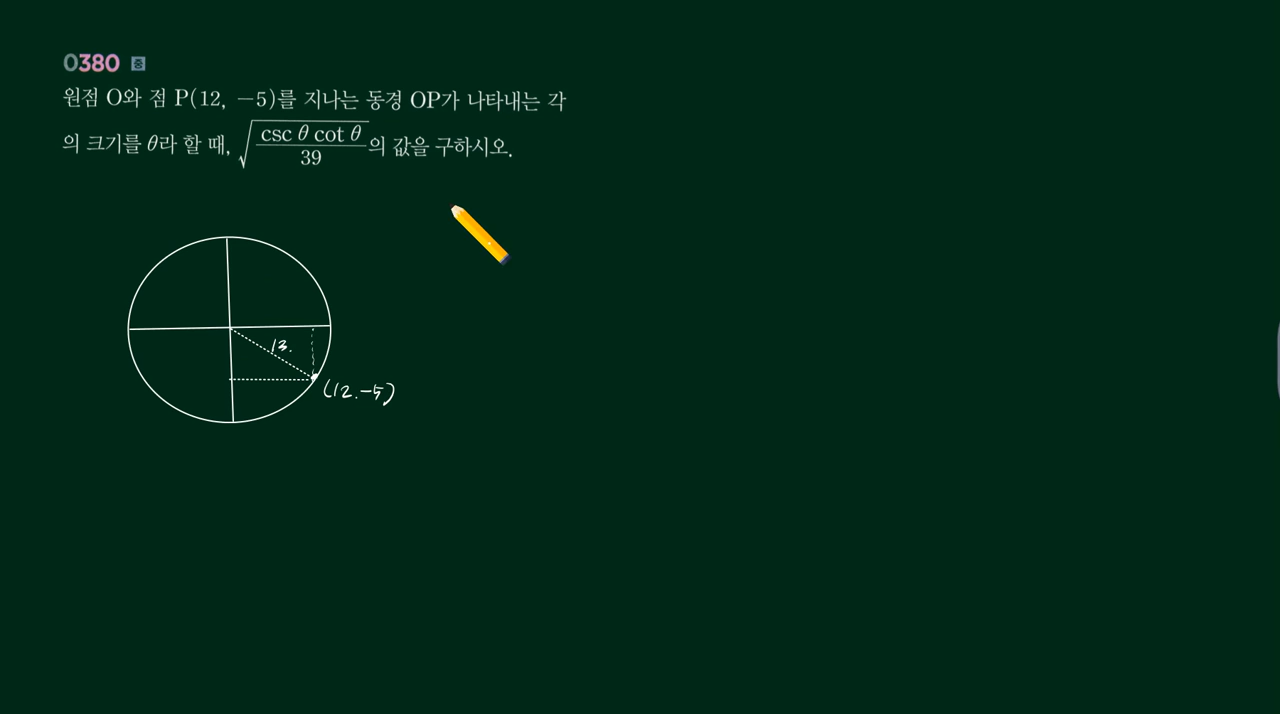 0380 중
원점 O와 점 P(12, −5)를 지나는 동경 OP가 나타내는 각
의 크기를 θ라 할 때, √(csc θ cot θ / 39)의 값을 구하시오.
13.
(12.-5)